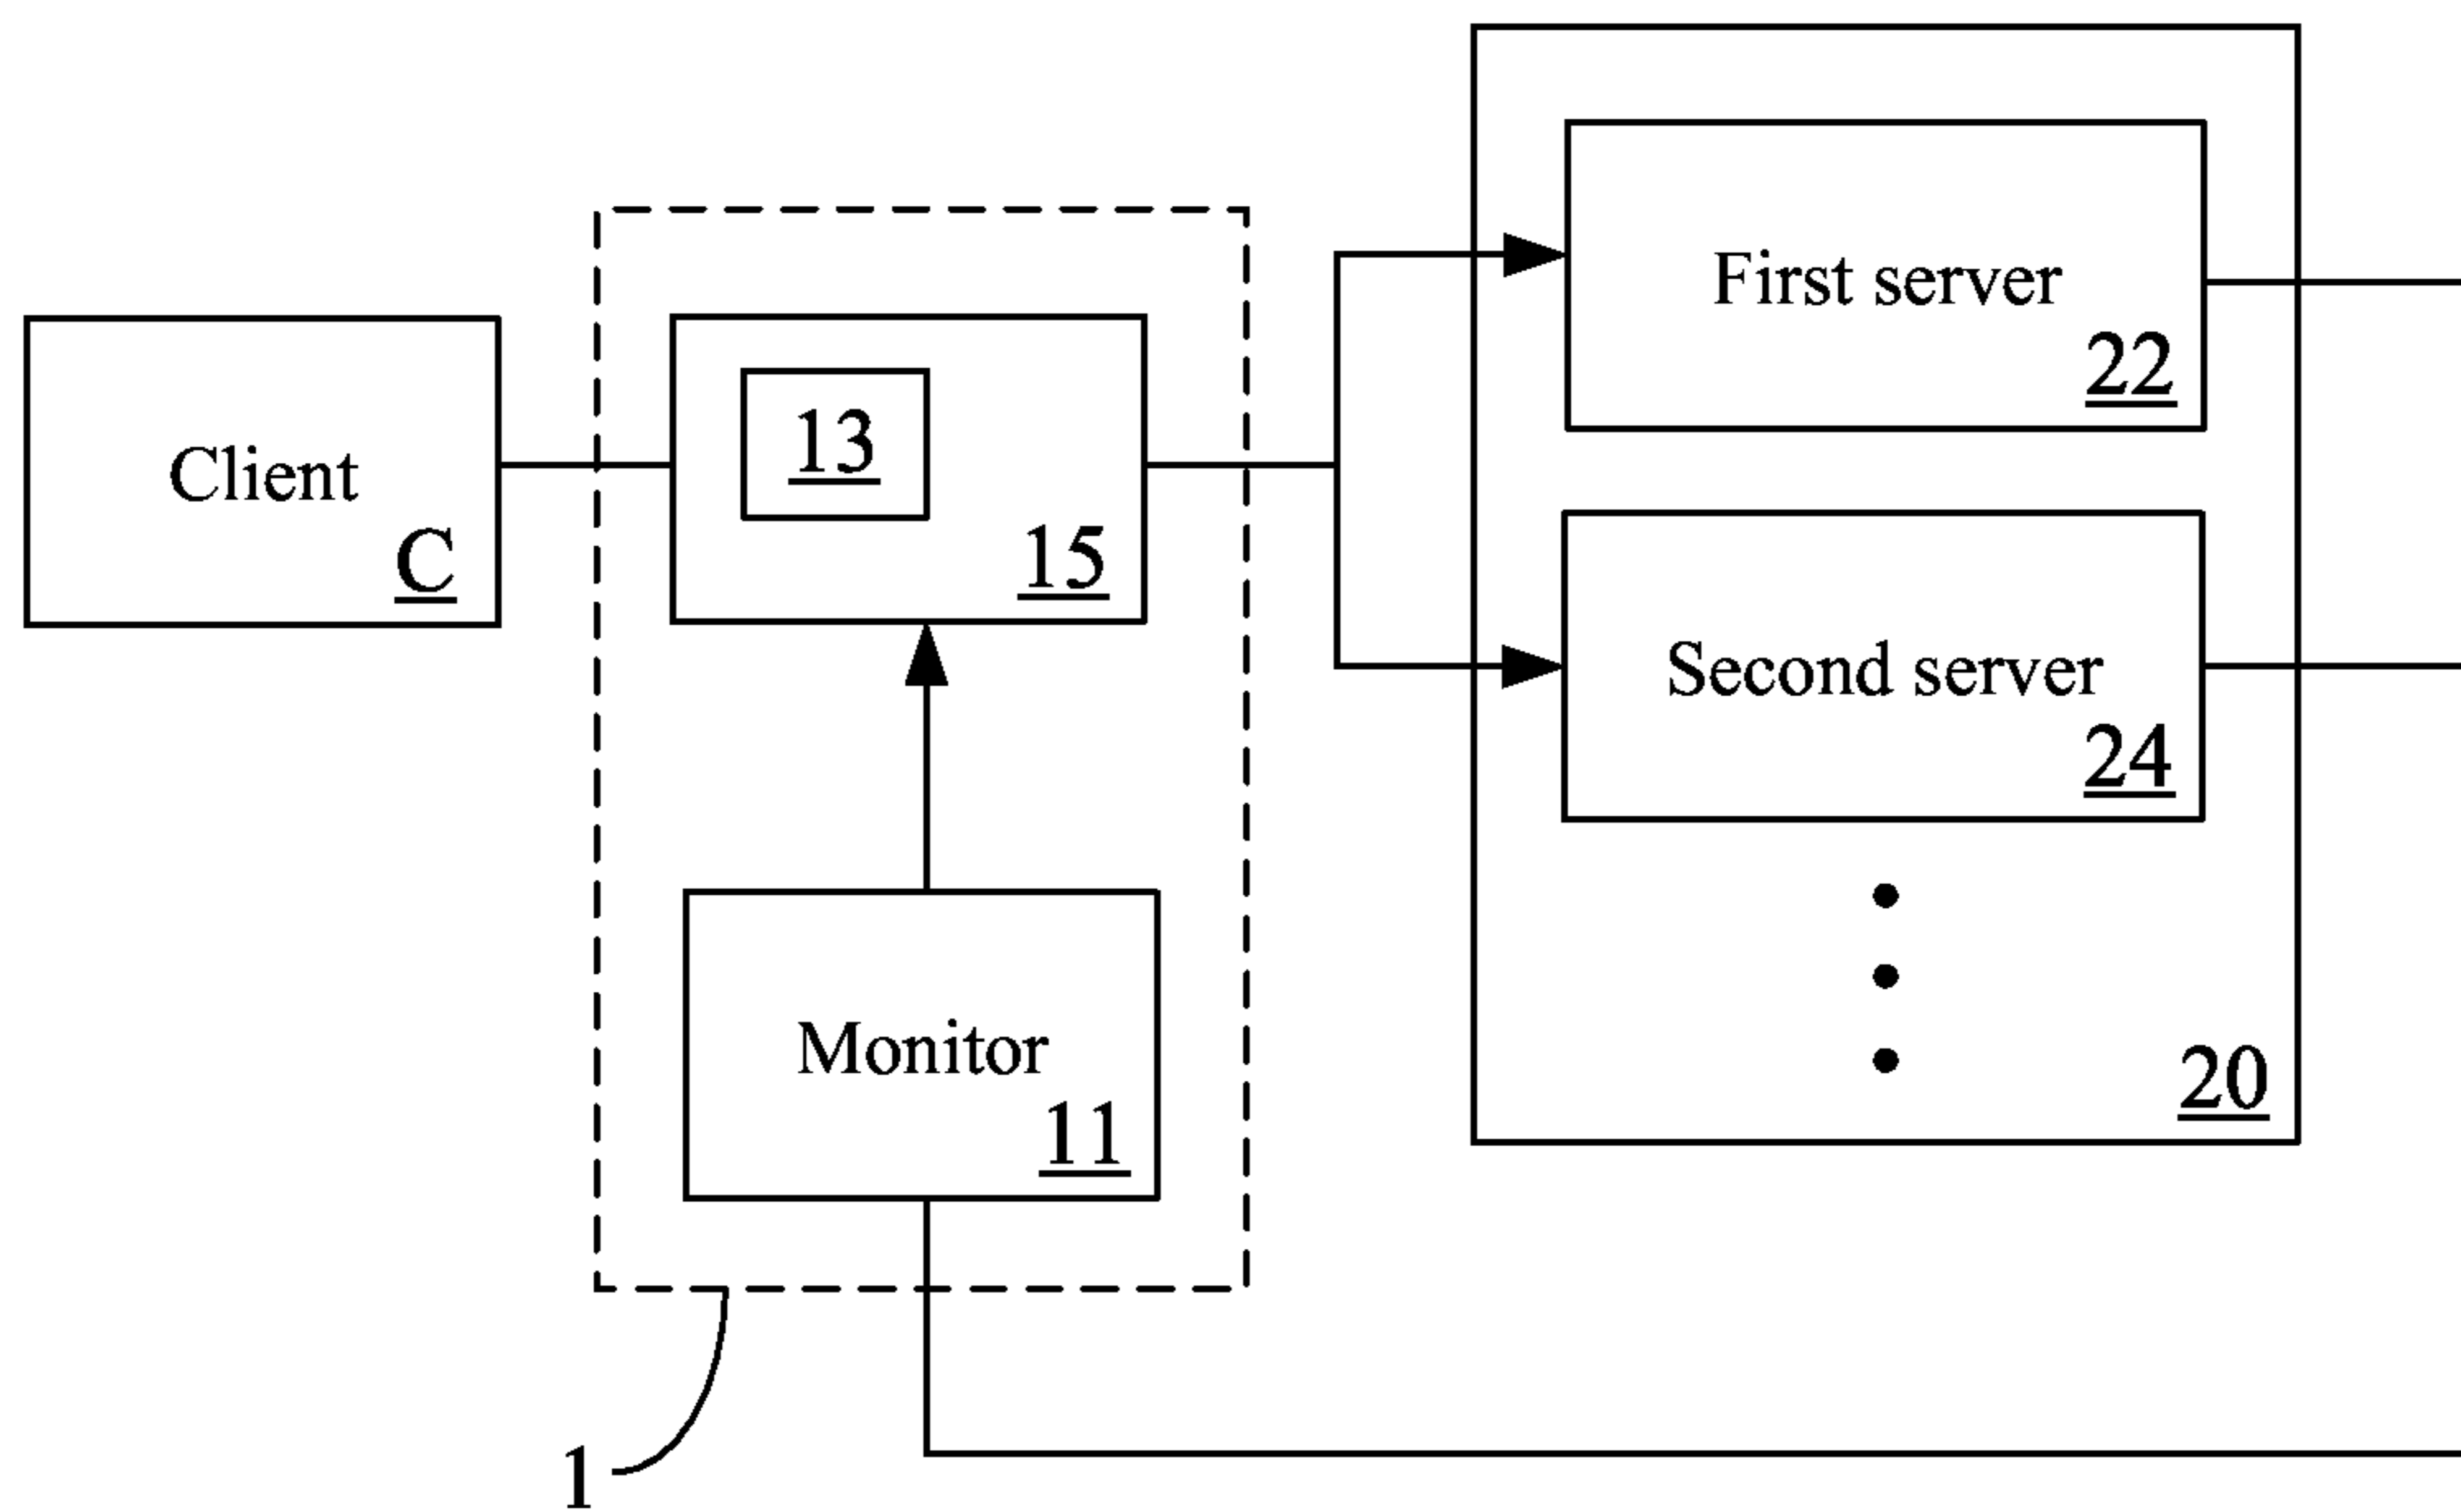 First server
22
Client
C
13
15
Second server
24
Monitor
11
20
1